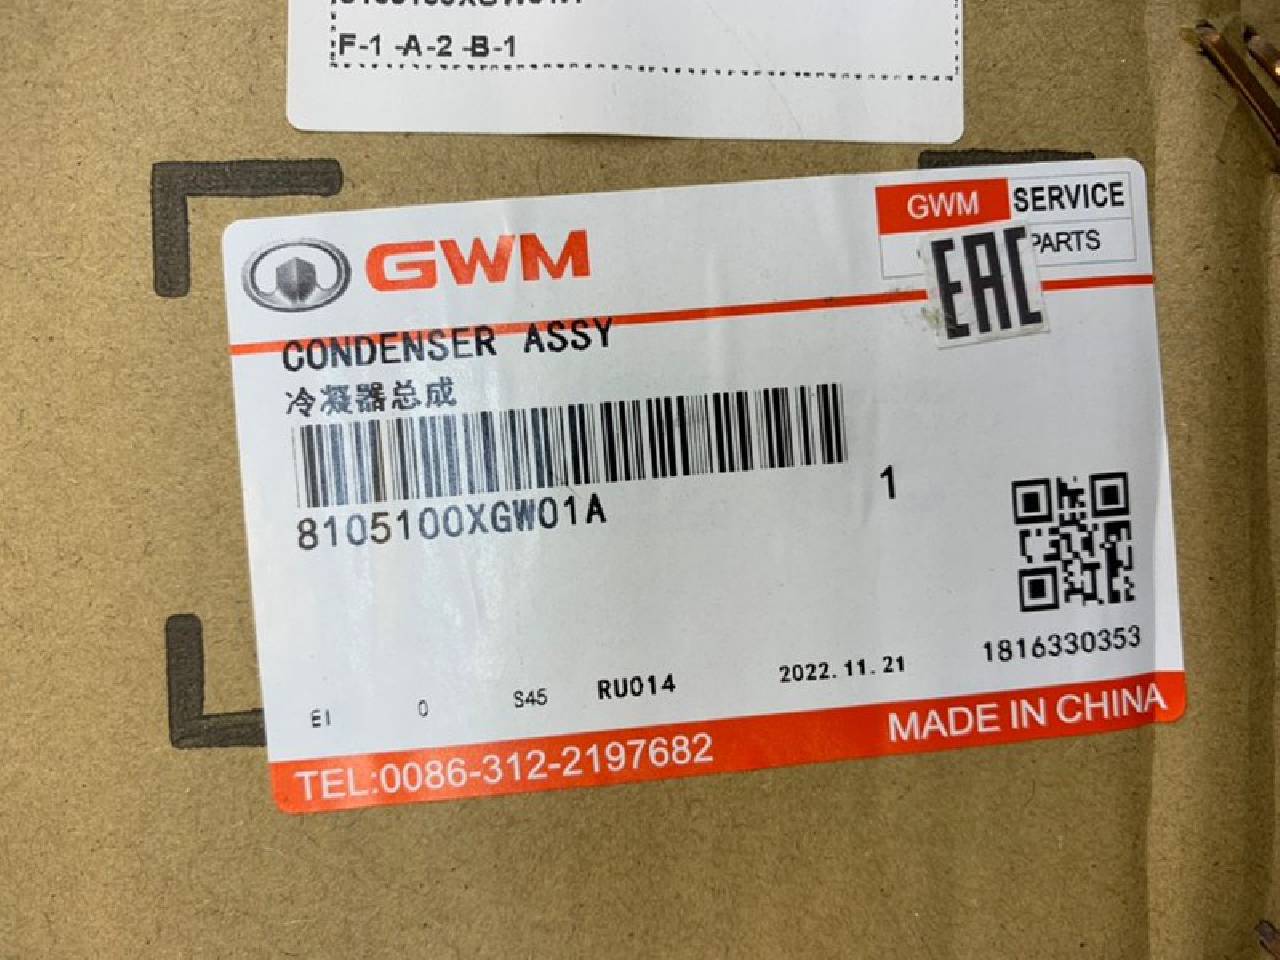 F-1 -A-2 -B-1
GWM
GWM SERVICE
PARTS
EAC
CONDENSER ASSY
冷凝器总成
8105100XGW01A
1
1816330353
E1 0 S45 RU014 2022.11.21
TEL:0086-312-2197682
MADE IN CHINA